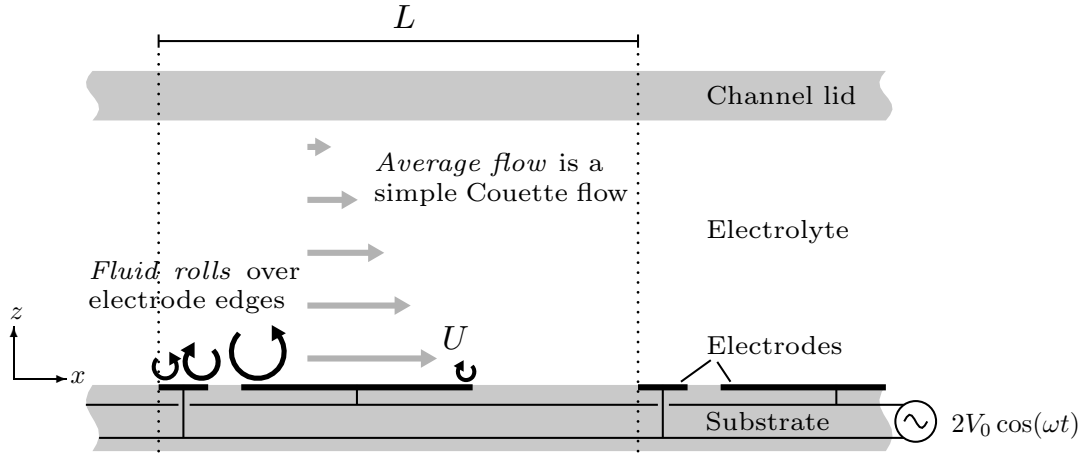 L
Channel lid
Average flow is a
simple Couette flow
Electrolyte
Fluid rolls over
electrode edges
z
x
U
Electrodes
Substrate
2V₀ cos(ωt)